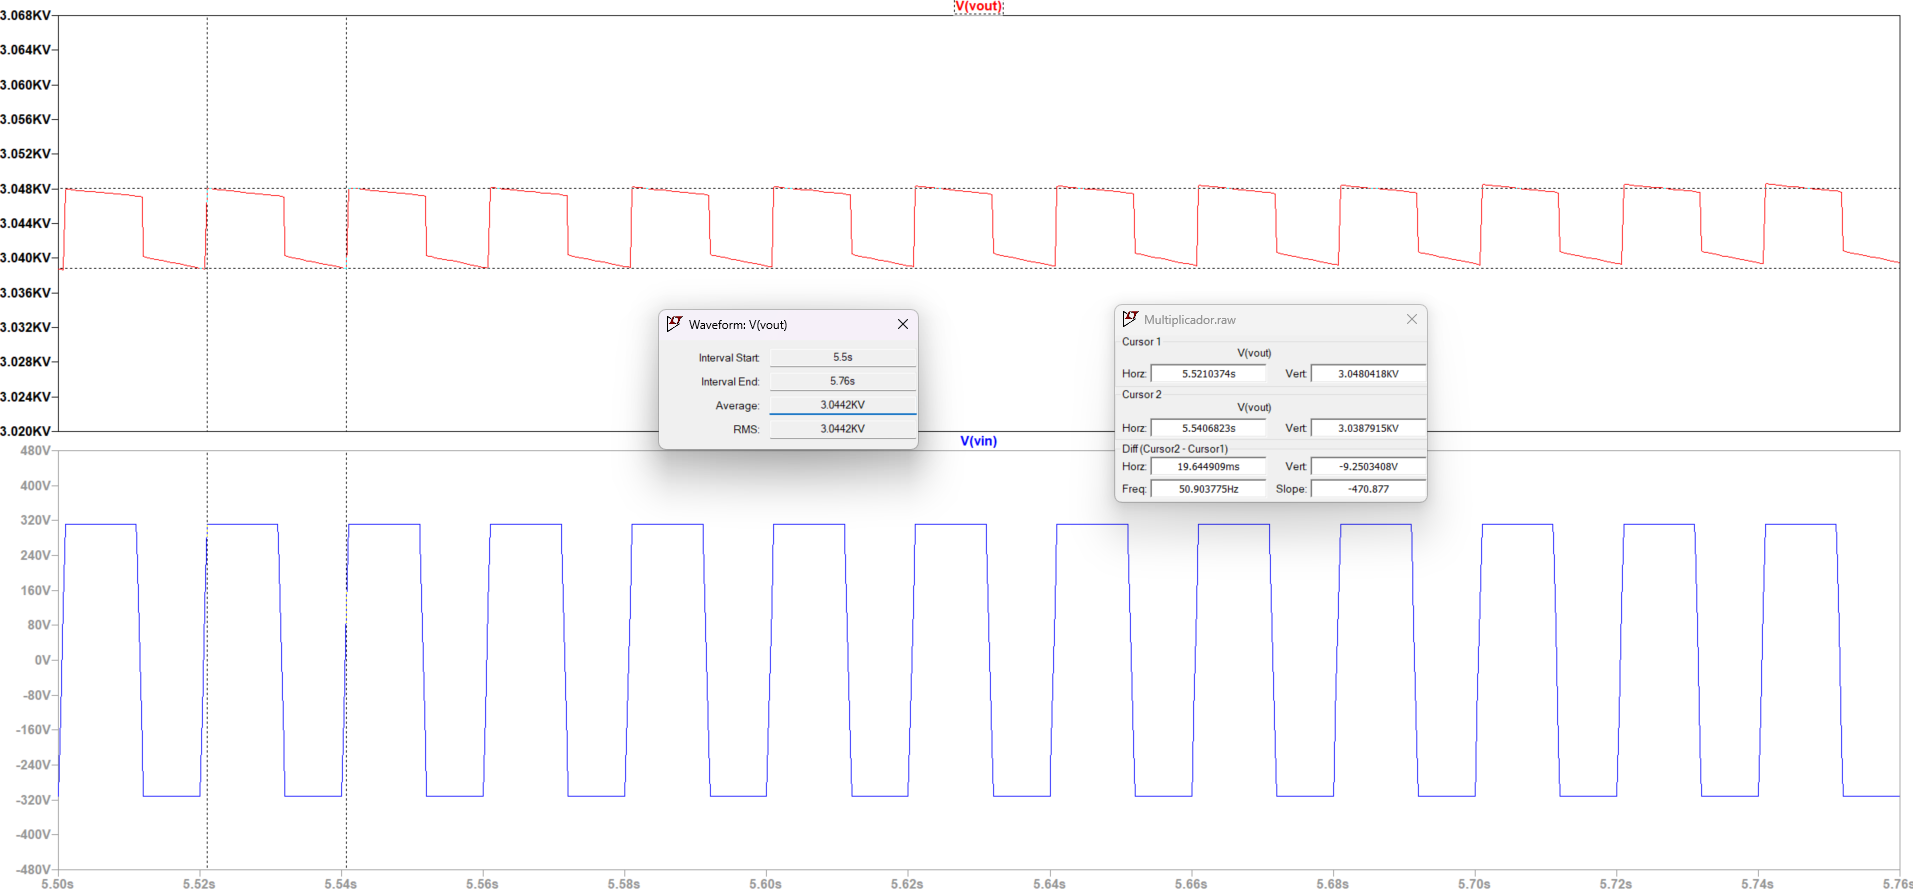 V(vout)
3.068KV
3.064KV
3.060KV
3.056KV
3.052KV
3.048KV
3.044KV
3.040KV
3.036KV
3.032KV
3.028KV
3.024KV
3.020KV
Waveform: V(vout)
Interval Start: 5.5s
Interval End: 5.76s
Average: 3.0442KV
RMS: 3.0442KV
Multiplicador.raw
Cursor 1
V(vout)
Horz: 5.5210374s Vert: 3.0480418KV
Cursor 2
V(vout)
Horz: 5.5406823s Vert: 3.0387915KV
Diff (Cursor2 - Cursor1)
Horz: 19.644909ms Vert: -9.2503408V
Freq: 50.903775Hz Slope: -470.877
V(vin)
480V
400V
320V
240V
160V
80V
0V
-80V
-160V
-240V
-320V
-400V
-480V
5.50s 5.52s 5.54s 5.56s 5.58s 5.60s 5.62s 5.64s 5.66s 5.68s 5.70s 5.72s 5.74s 5.76s